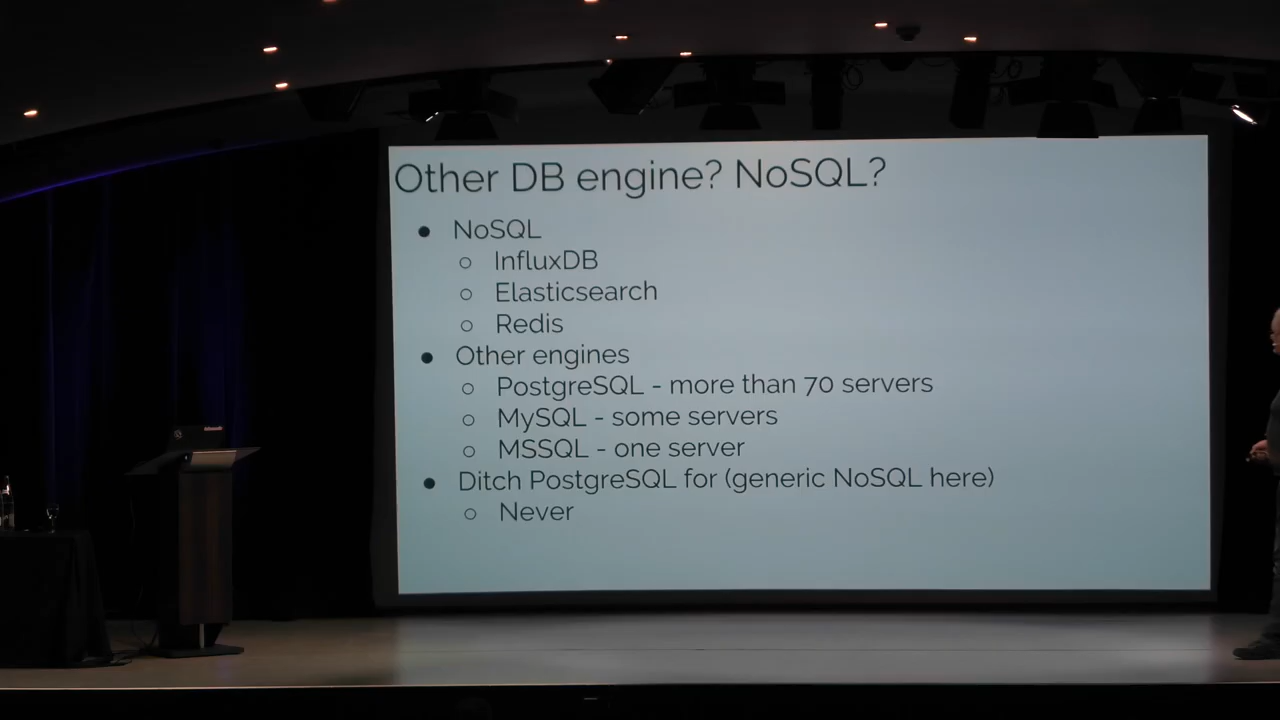 Other DB engine? NoSQL?
● NoSQL
○ InfluxDB
○ Elasticsearch
○ Redis
● Other engines
○ PostgreSQL - more than 70 servers
○ MySQL - some servers
○ MSSQL - one server
● Ditch PostgreSQL for (generic NoSQL here)
○ Never